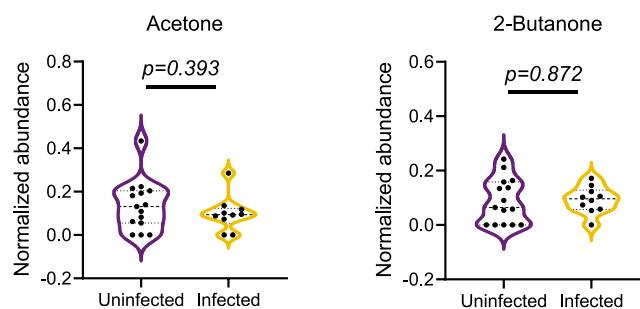 Acetone
Normalized abundance
0.8
0.6
0.4
0.2
0.0
-0.2
p=0.393
Uninfected Infected
2-Butanone
Normalized abundance
0.6
0.4
0.2
0.0
-0.2
p=0.872
Uninfected Infected